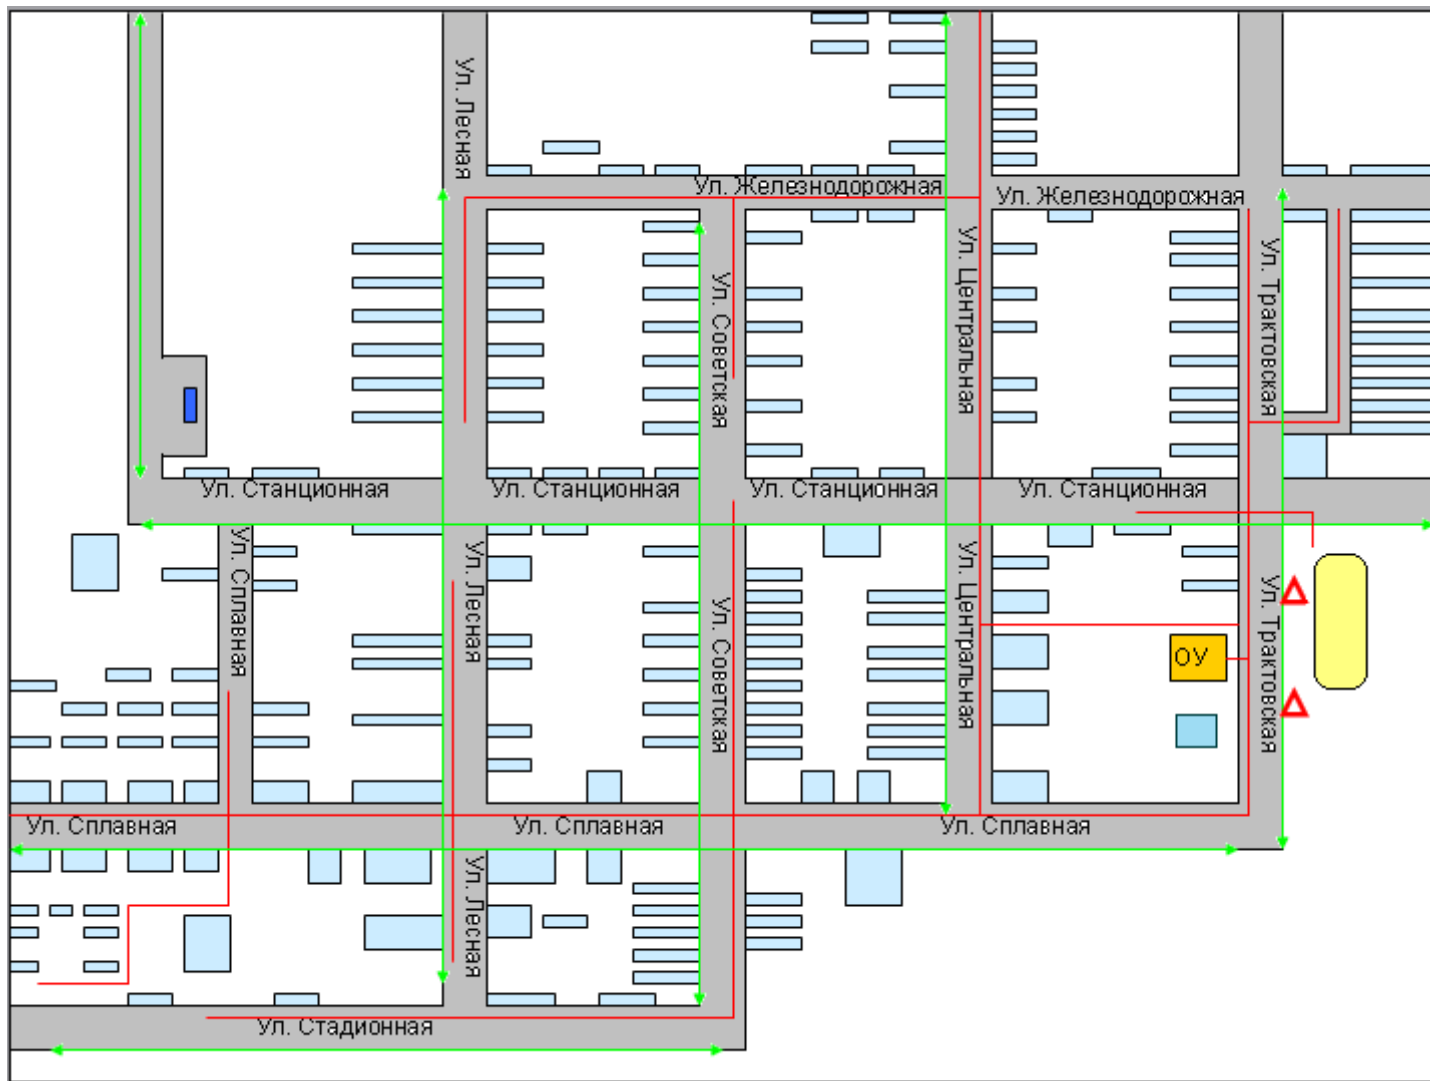 Ул. Лесная
Ул. Железнодорожная
Ул. Железнодорожная
Ул. Советская
Ул. Центральная
Ул. Трактовская
Ул. Станционная
Ул. Станционная
Ул. Станционная
Ул. Станционная
Ул. Сплавная
Ул. Лесная
Ул. Советская
Ул. Центральная
Ул. Трактовская
ОУ
Ул. Сплавная
Ул. Сплавная
Ул. Сплавная
Ул. Лесная
Ул. Стадионная